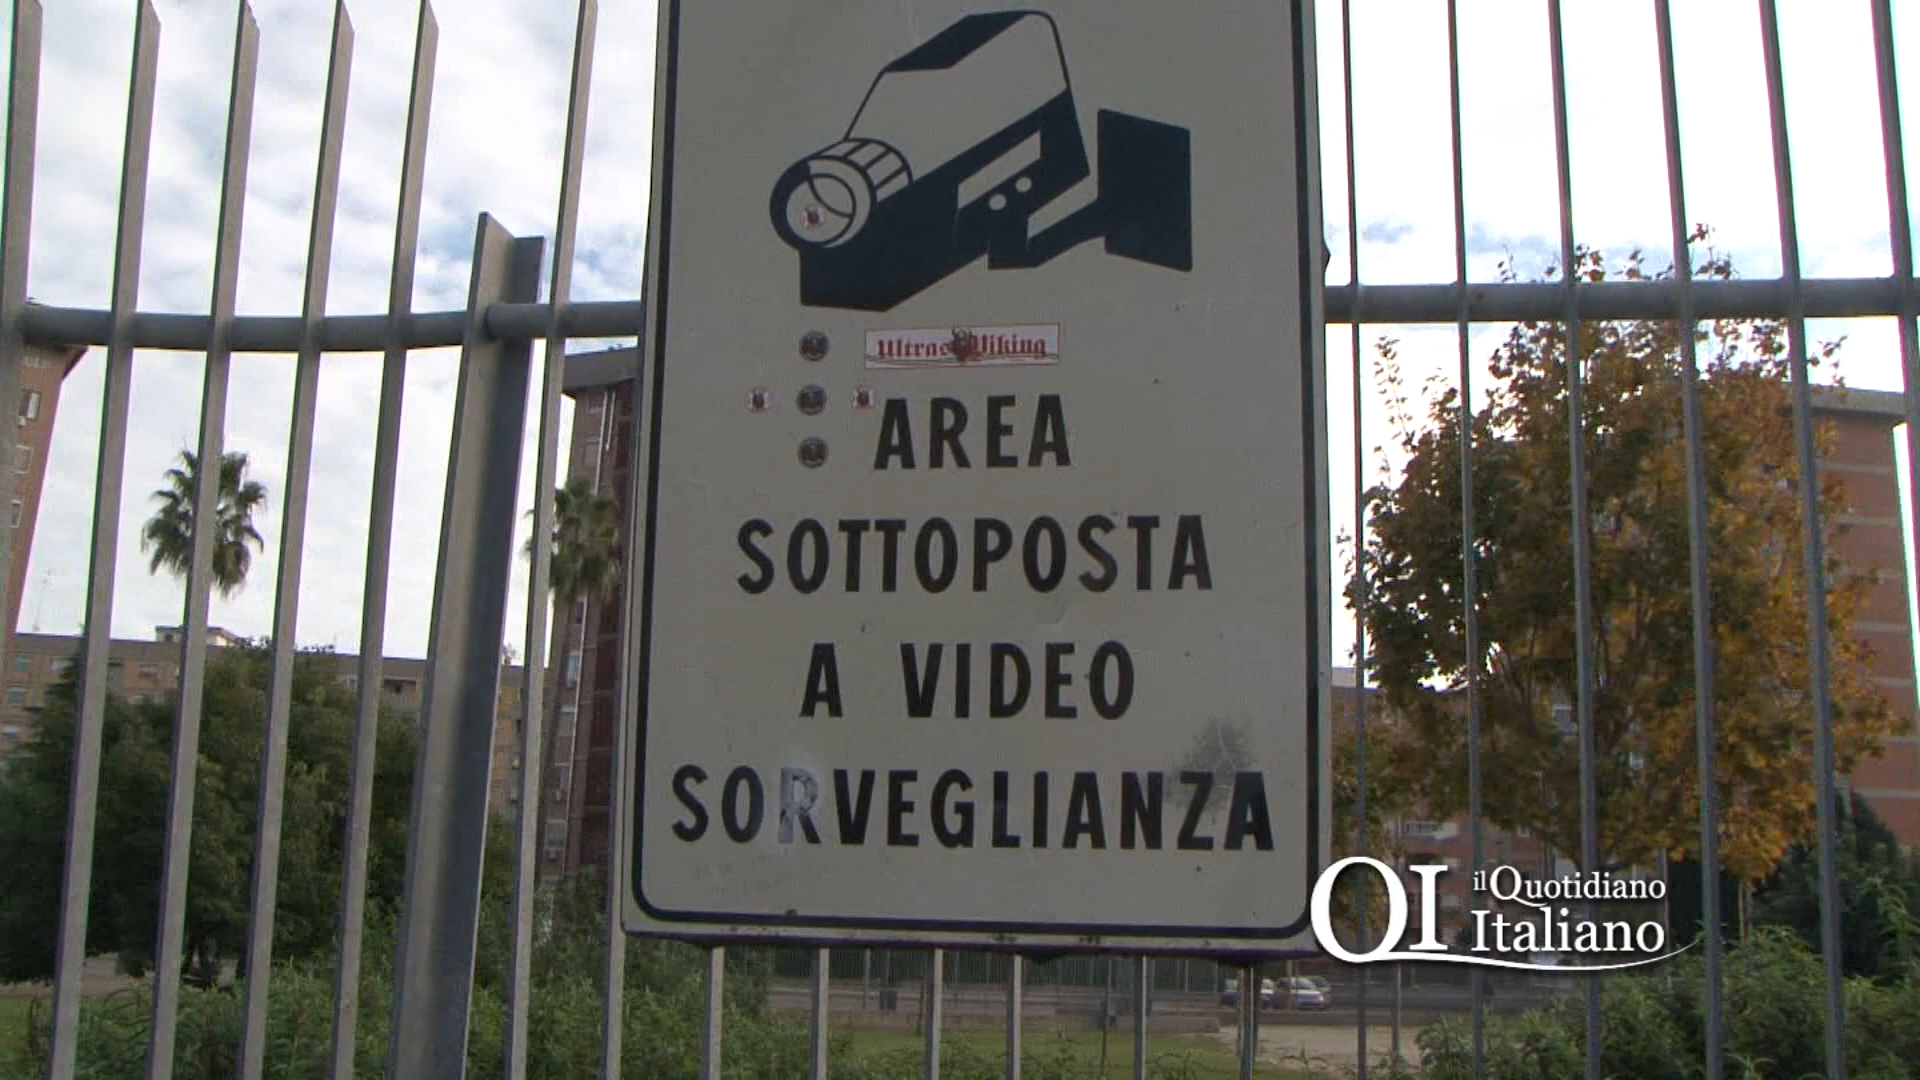 Ultras Viking
AREA
SOTTOPOSTA
A VIDEO
SORVEGLIANZA
QI il Quotidiano
Italiano